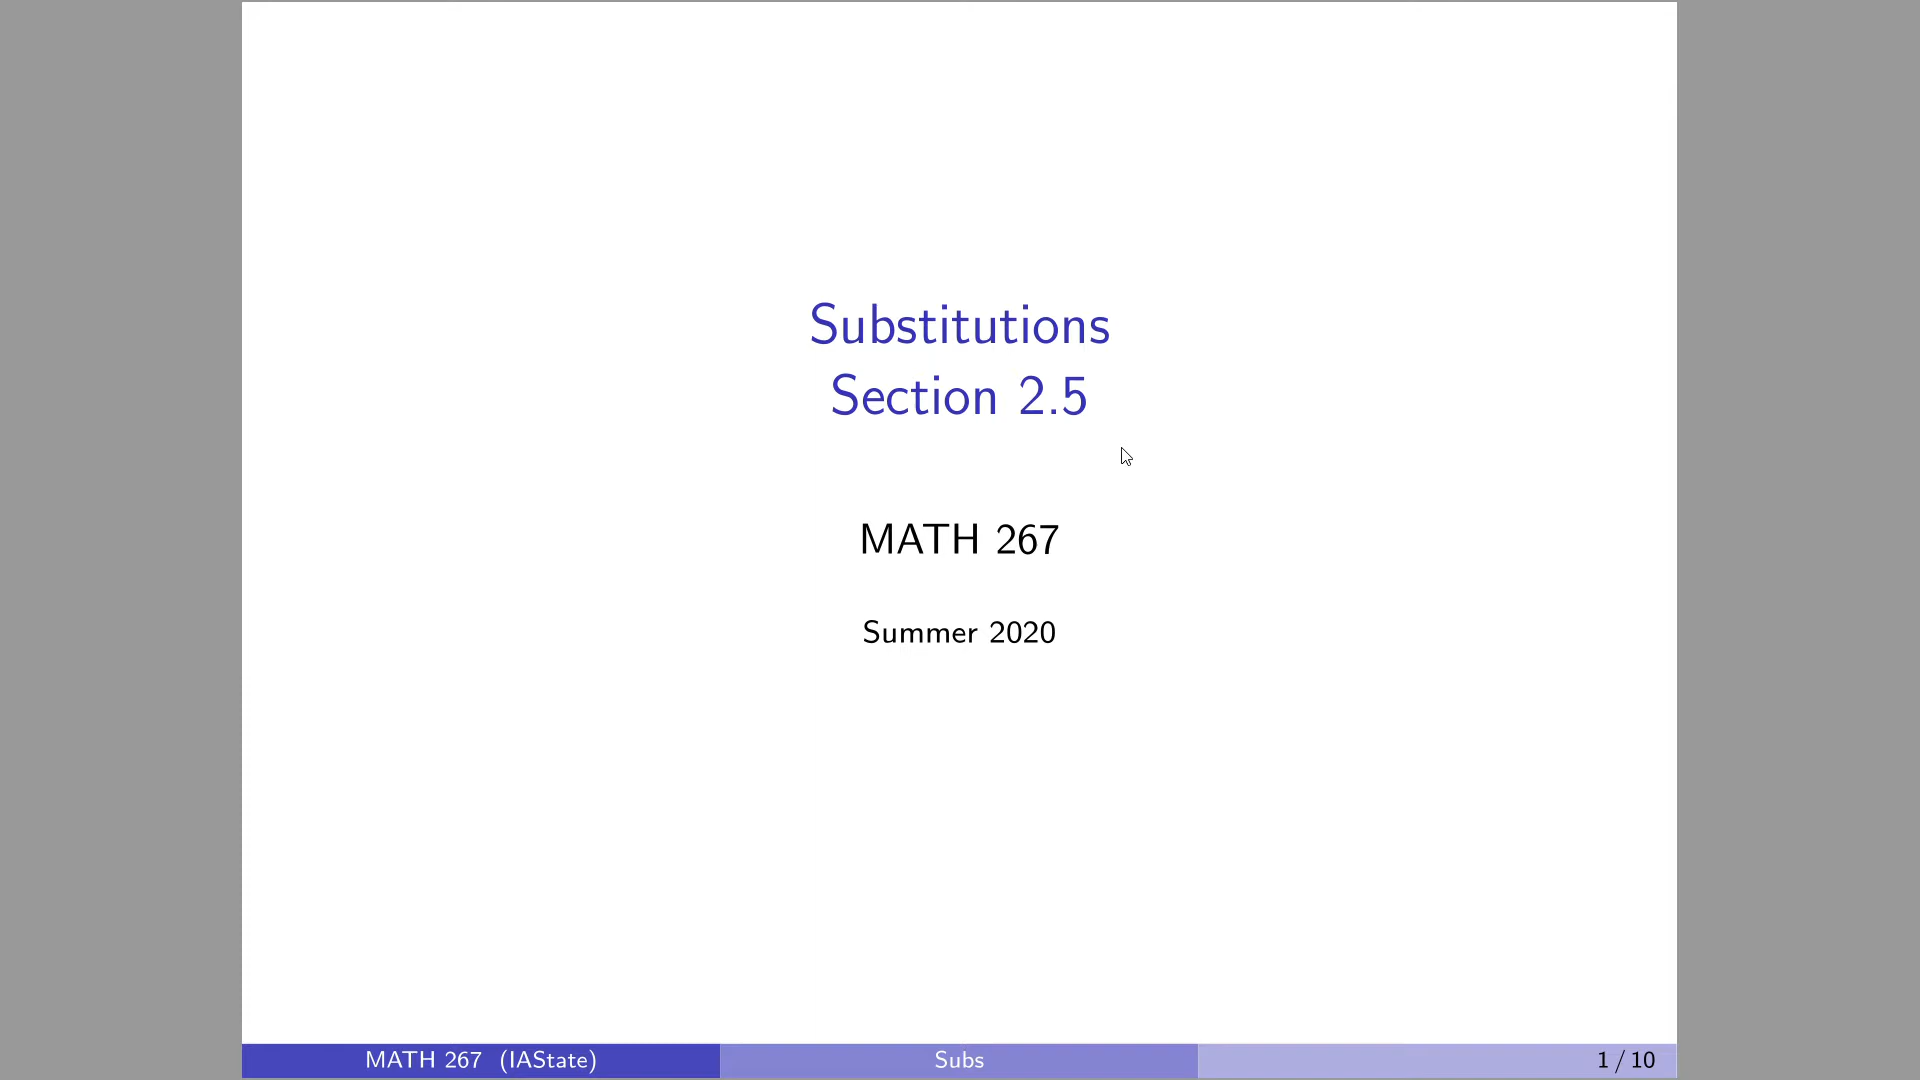 Substitutions
Section 2.5
MATH 267
Summer 2020
MATH 267 (IAState)
Subs
1 / 10